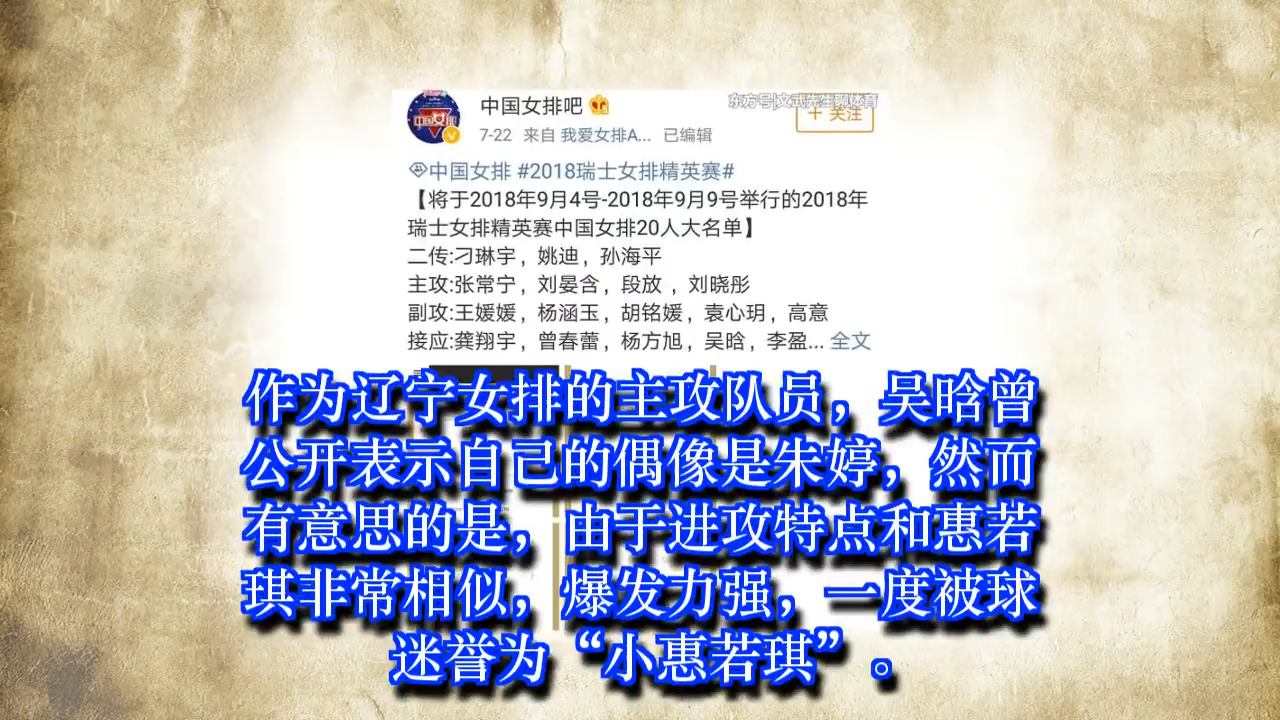 中国女排吧
东方号|文武先生聊体育
+ 关注
7-22 来自 我爱女排A... 已编辑
中国女排 #2018瑞士女排精英赛#
【将于2018年9月4号-2018年9月9号举行的2018年
瑞士女排精英赛中国女排20人大名单】
二传:刁琳宇，姚迪，孙海平
主攻:张常宁，刘晏含，段放 ，刘晓彤
副攻:王媛媛，杨涵玉，胡铭媛，袁心玥，高意
接应:龚翔宇，曾春蕾，杨方旭，吴晗，李盈... 全文
作为辽宁女排的主攻队员，吴晗曾
公开表示自己的偶像是朱婷，然而
有意思的是，由于进攻特点和惠若
琪非常相似，爆发力强，一度被球
迷誉为“小惠若琪”。